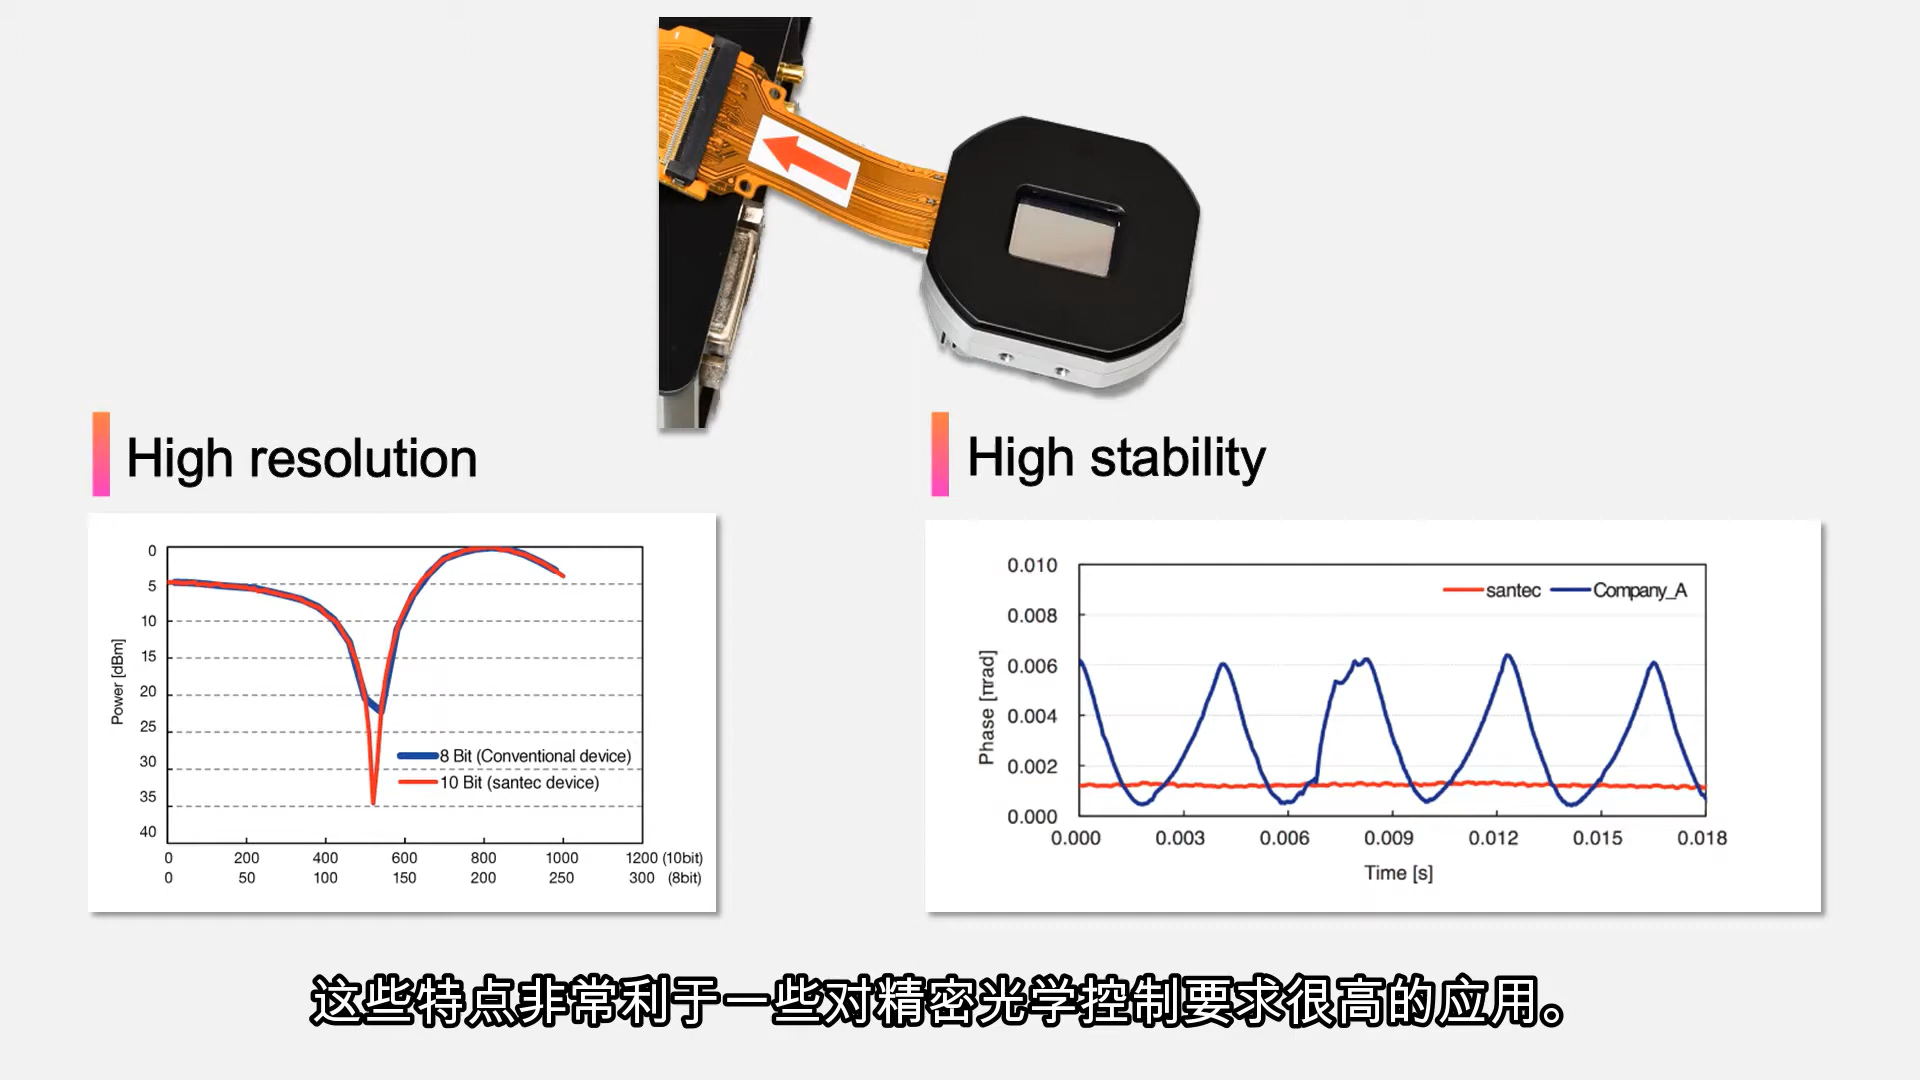 High resolution
0
5
10
15
20
25
30
35
40
Power [dBm]
8 Bit (Conventional device)
10 Bit (santec device)
0 200 400 600 800 1000 1200 (10bit)
0 50 100 150 200 250 300 (8bit)
High stability
0.010
0.008
0.006
0.004
0.002
0.000
Phase [πrad]
santec Company_A
0.000 0.003 0.006 0.009 0.012 0.015 0.018
Time [s]
这些特点非常利于一些对精密光学控制要求很高的应用。